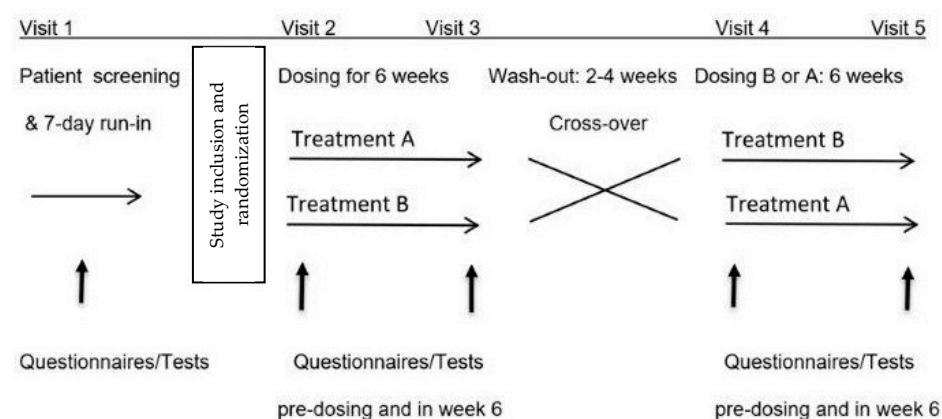 Visit 1 Visit 2 Visit 3 Visit 4 Visit 5
Patient screening
& 7-day run-in
Study inclusion and
randomization
Dosing for 6 weeks
Treatment A
Treatment B
Wash-out: 2-4 weeks
Cross-over
Dosing B or A: 6 weeks
Treatment B
Treatment A
Questionnaires/Tests
Questionnaires/Tests
pre-dosing and in week 6
Questionnaires/Tests
pre-dosing and in week 6